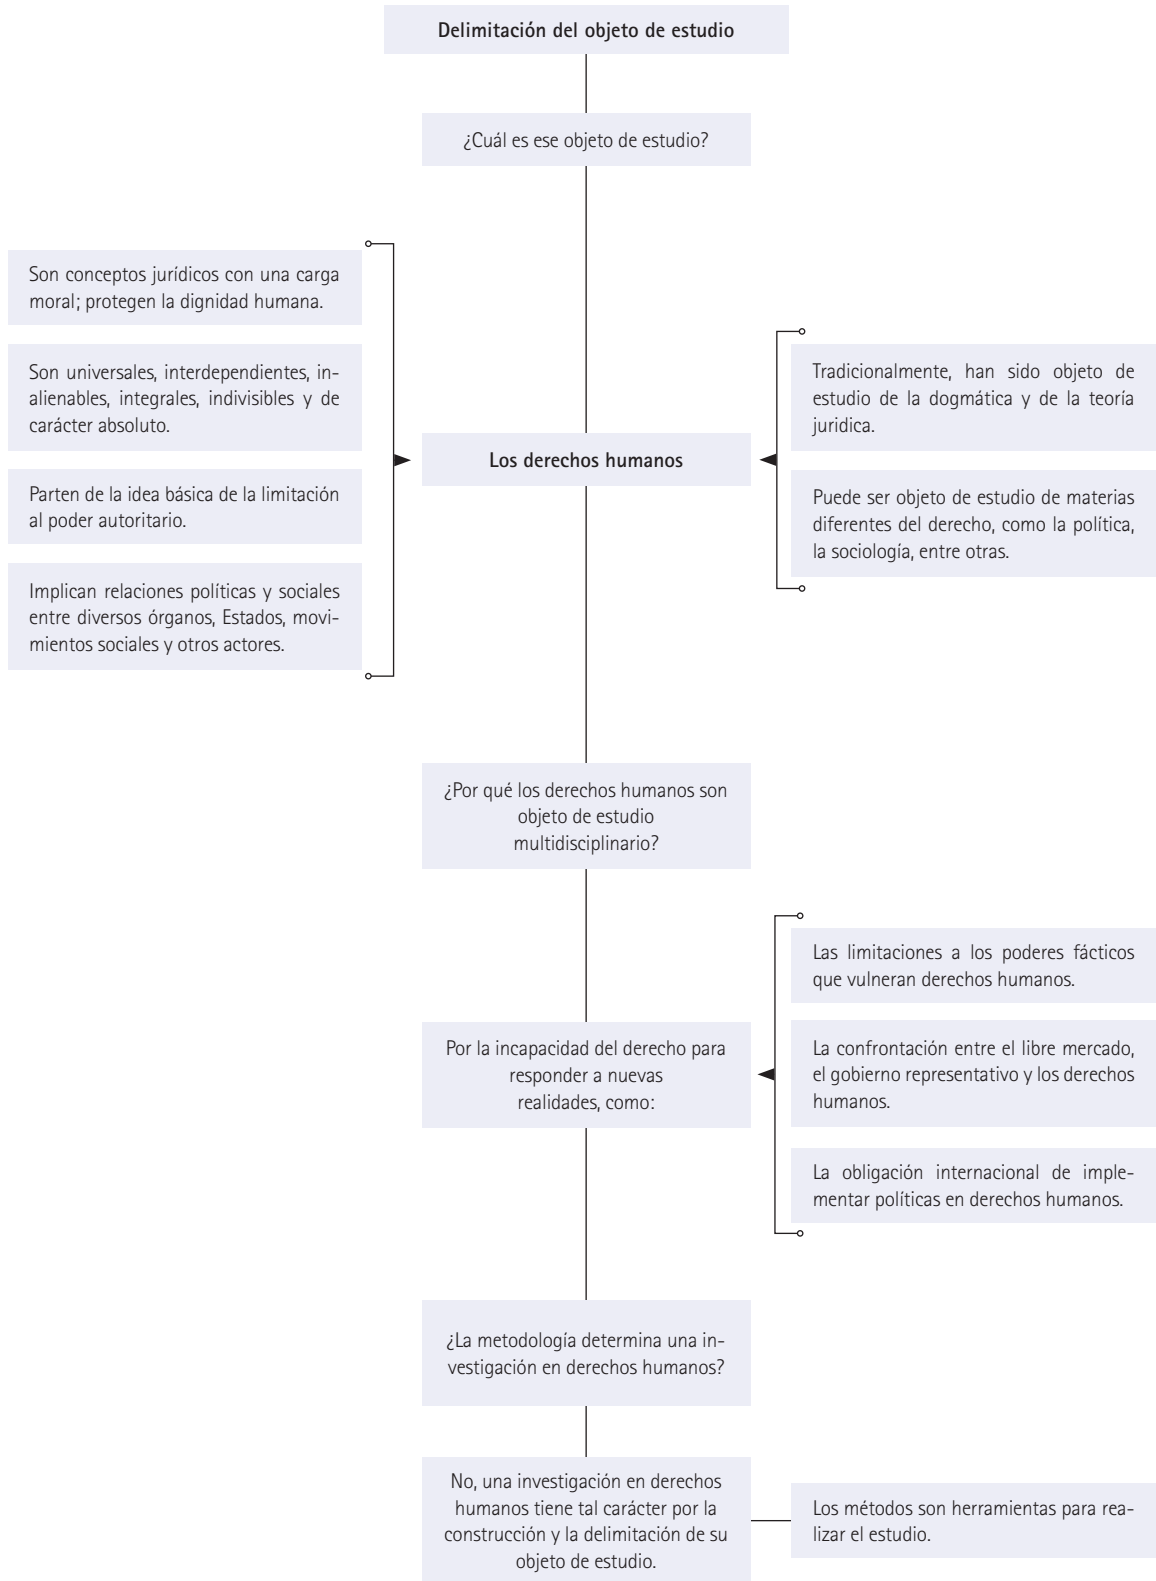 Delimitación del objeto de estudio
¿Cuál es ese objeto de estudio?
Son conceptos jurídicos con una carga
moral; protegen la dignidad humana.
Son universales, interdependientes, in-
alienables, integrales, indivisibles y de
carácter absoluto.
Parten de la idea básica de la limitación
al poder autoritario.
Implican relaciones políticas y sociales
entre diversos órganos, Estados, movi-
mientos sociales y otros actores.
Los derechos humanos
Tradicionalmente, han sido objeto de
estudio de la dogmática y de la teoría
juridica.
Puede ser objeto de estudio de materias
diferentes del derecho, como la política,
la sociología, entre otras.
¿Por qué los derechos humanos son
objeto de estudio
multidisciplinario?
Por la incapacidad del derecho para
responder a nuevas
realidades, como:
Las limitaciones a los poderes fácticos
que vulneran derechos humanos.
La confrontación entre el libre mercado,
el gobierno representativo y los derechos
humanos.
La obligación internacional de imple-
mentar políticas en derechos humanos.
¿La metodología determina una in-
vestigación en derechos humanos?
No, una investigación en derechos
humanos tiene tal carácter por la
construcción y la delimitación de su
objeto de estudio.
Los métodos son herramientas para rea-
lizar el estudio.